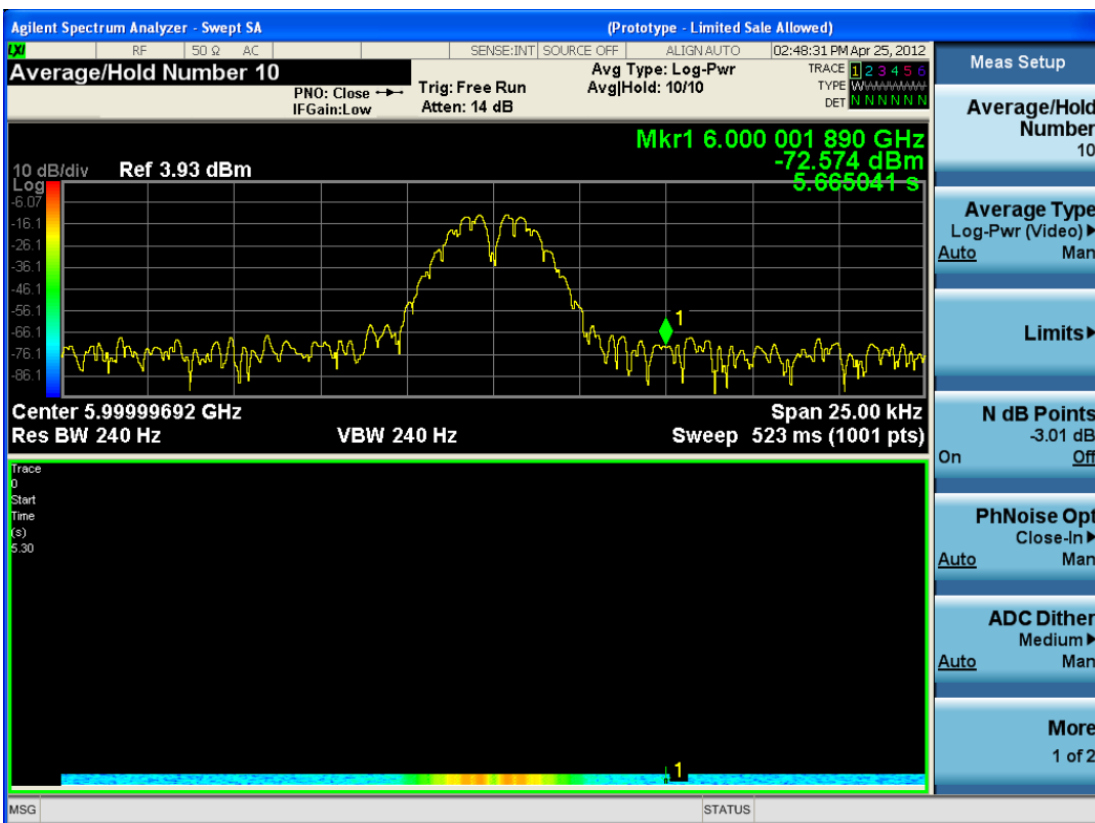 Agilent Spectrum Analyzer - Swept SA (Prototype - Limited Sale Allowed)
LXI RF 50 Ω AC SENSE:INT SOURCE OFF ALIGN AUTO 02:48:31 PM Apr 25, 2012
Average/Hold Number 10
PNO: Close
IFGain:Low
Trig: Free Run
Atten: 14 dB
Avg Type: Log-Pwr
Avg|Hold: 10/10
TRACE 1 2 3 4 5 6
TYPE W
DET N N N N N N
Mkr1 6.000 001 890 GHz
-72.574 dBm
5.665041 s
10 dB/div Ref 3.93 dBm
Log
-6.07
-16.1
-26.1
-36.1
-46.1
-56.1
-66.1
-76.1
-86.1
1
Center 5.99999692 GHz Span 25.00 kHz
Res BW 240 Hz VBW 240 Hz Sweep 523 ms (1001 pts)
Trace
0
Start
Time
(s)
5.30
1
MSG STATUS
Meas Setup
Average/Hold
Number
10
Average Type
Log-Pwr (Video)
Auto Man
Limits
N dB Points
-3.01 dB
On Off
PhNoise Opt
Close-In
Auto Man
ADC Dither
Medium
Auto Man
More
1 of 2